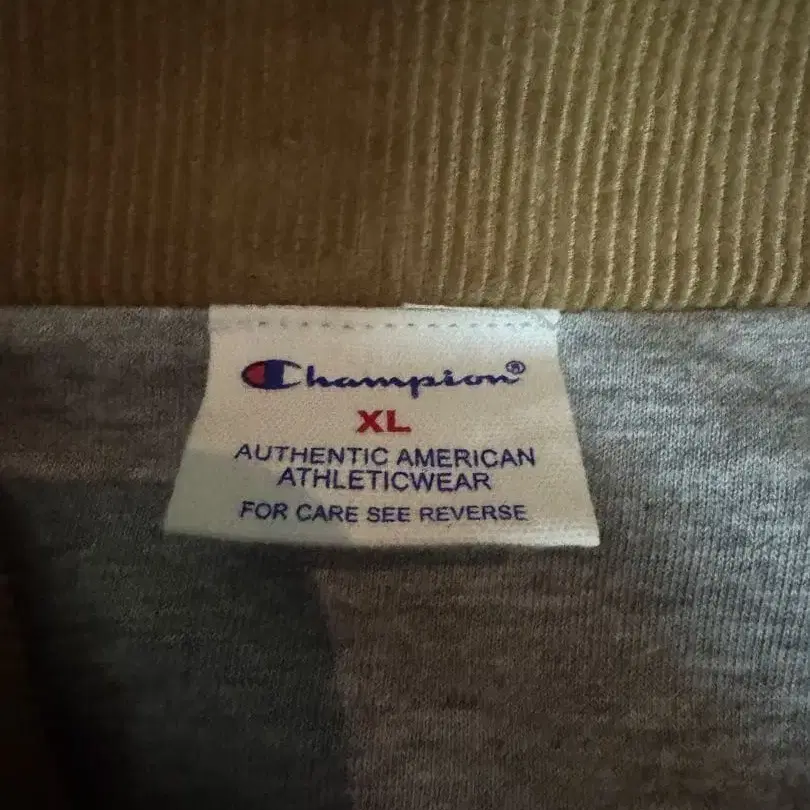 Champion®
XL
AUTHENTIC AMERICAN
ATHLETICWEAR
FOR CARE SEE REVERSE